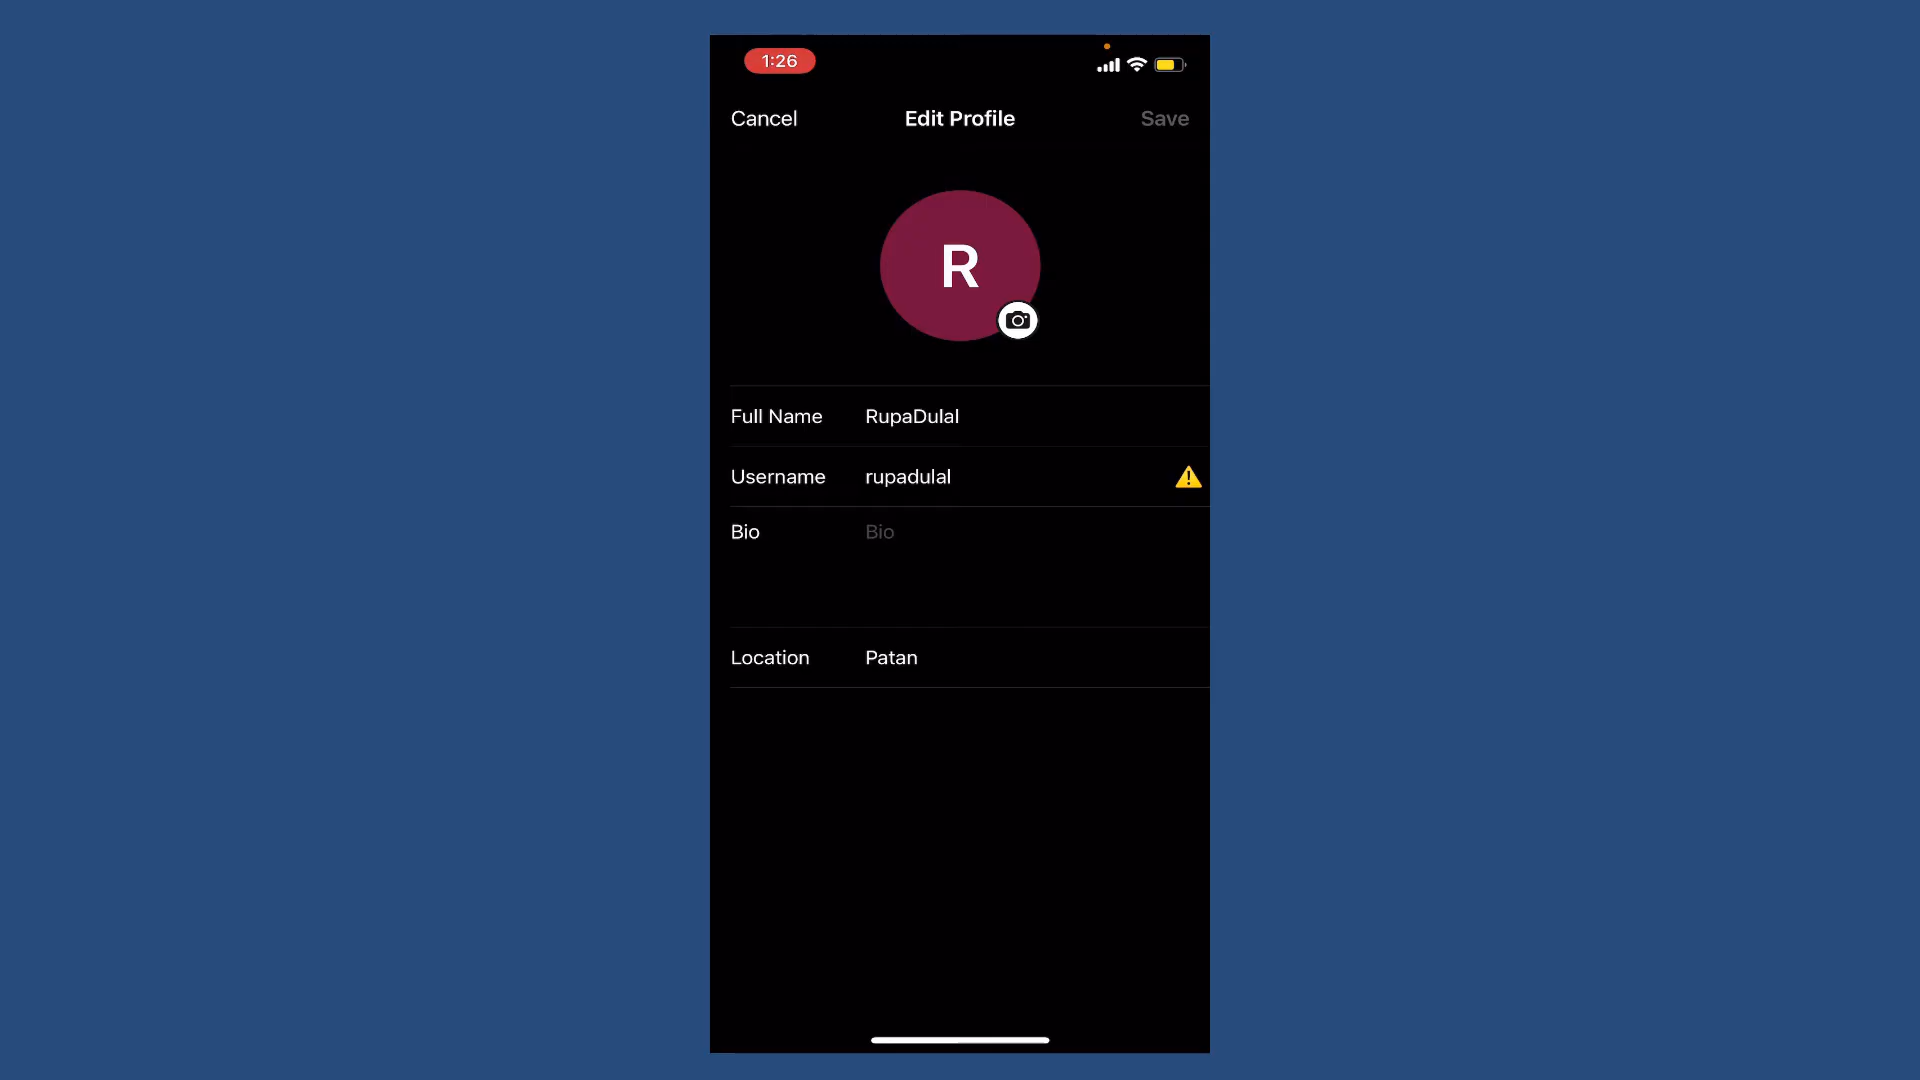 1:26
Cancel Edit Profile Save
R
Full Name RupaDulal
Username rupadulal
Bio Bio
Location Patan